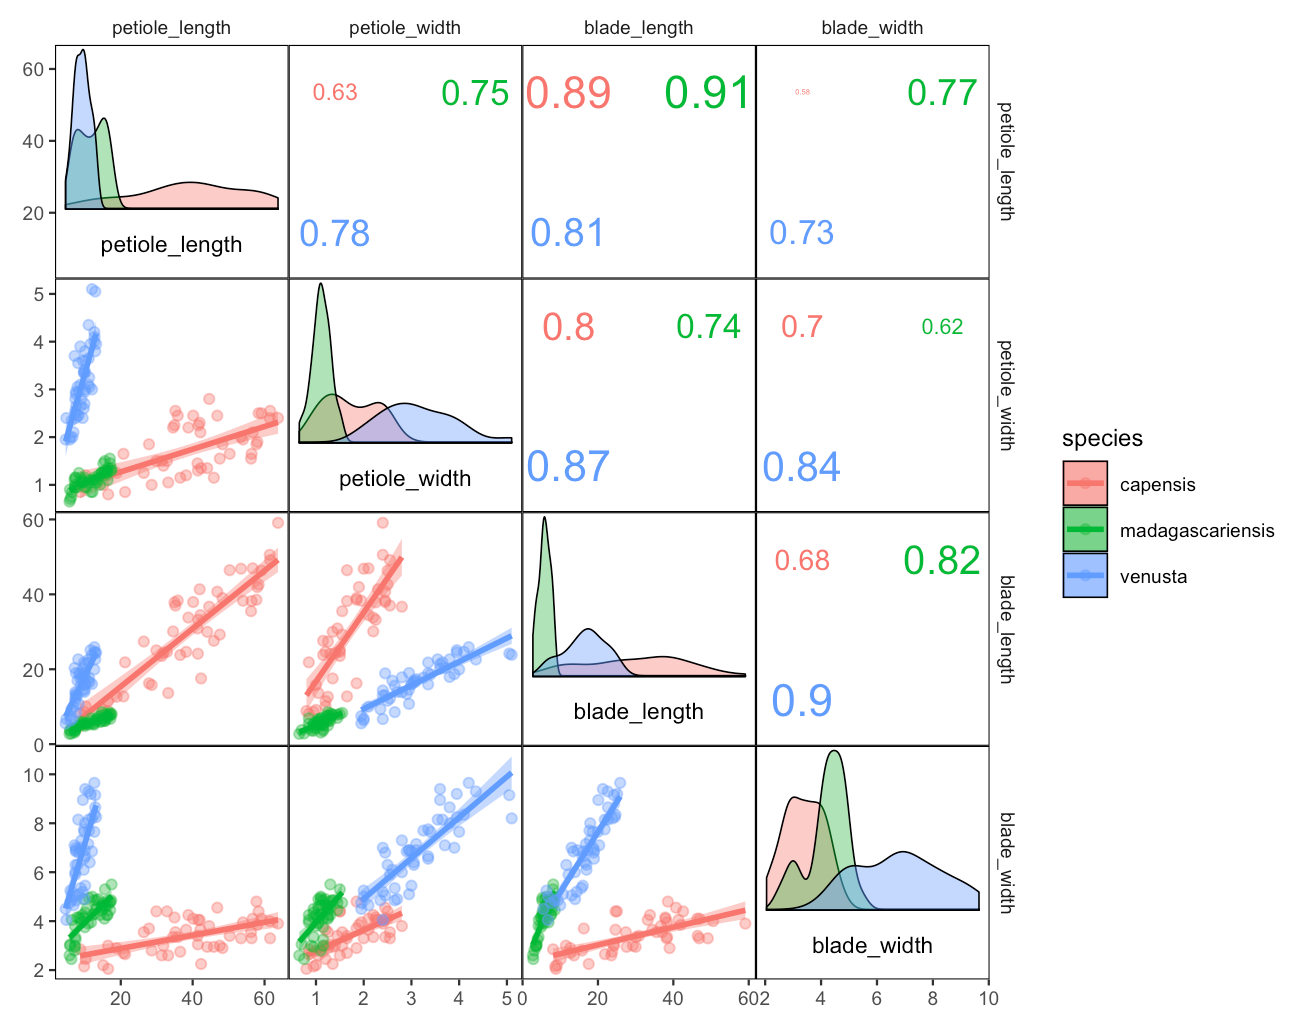 petiole_length petiole_width blade_length blade_width
60
40
20
petiole_length
0.63 0.75
0.78
0.89 0.91
0.81
0.58 0.77
0.73
petiole_length
5
4
3
2
1
petiole_width
0.8 0.74
0.87
0.7 0.62
0.84
petiole_width
60
40
20
0
blade_length
0.68 0.82
0.9
blade_length
10
8
6
4
2
blade_width
blade_width
20 40 60
1 2 3 4 5
0 20 40 60
2 4 6 8 10
species
capensis
madagascariensis
venusta